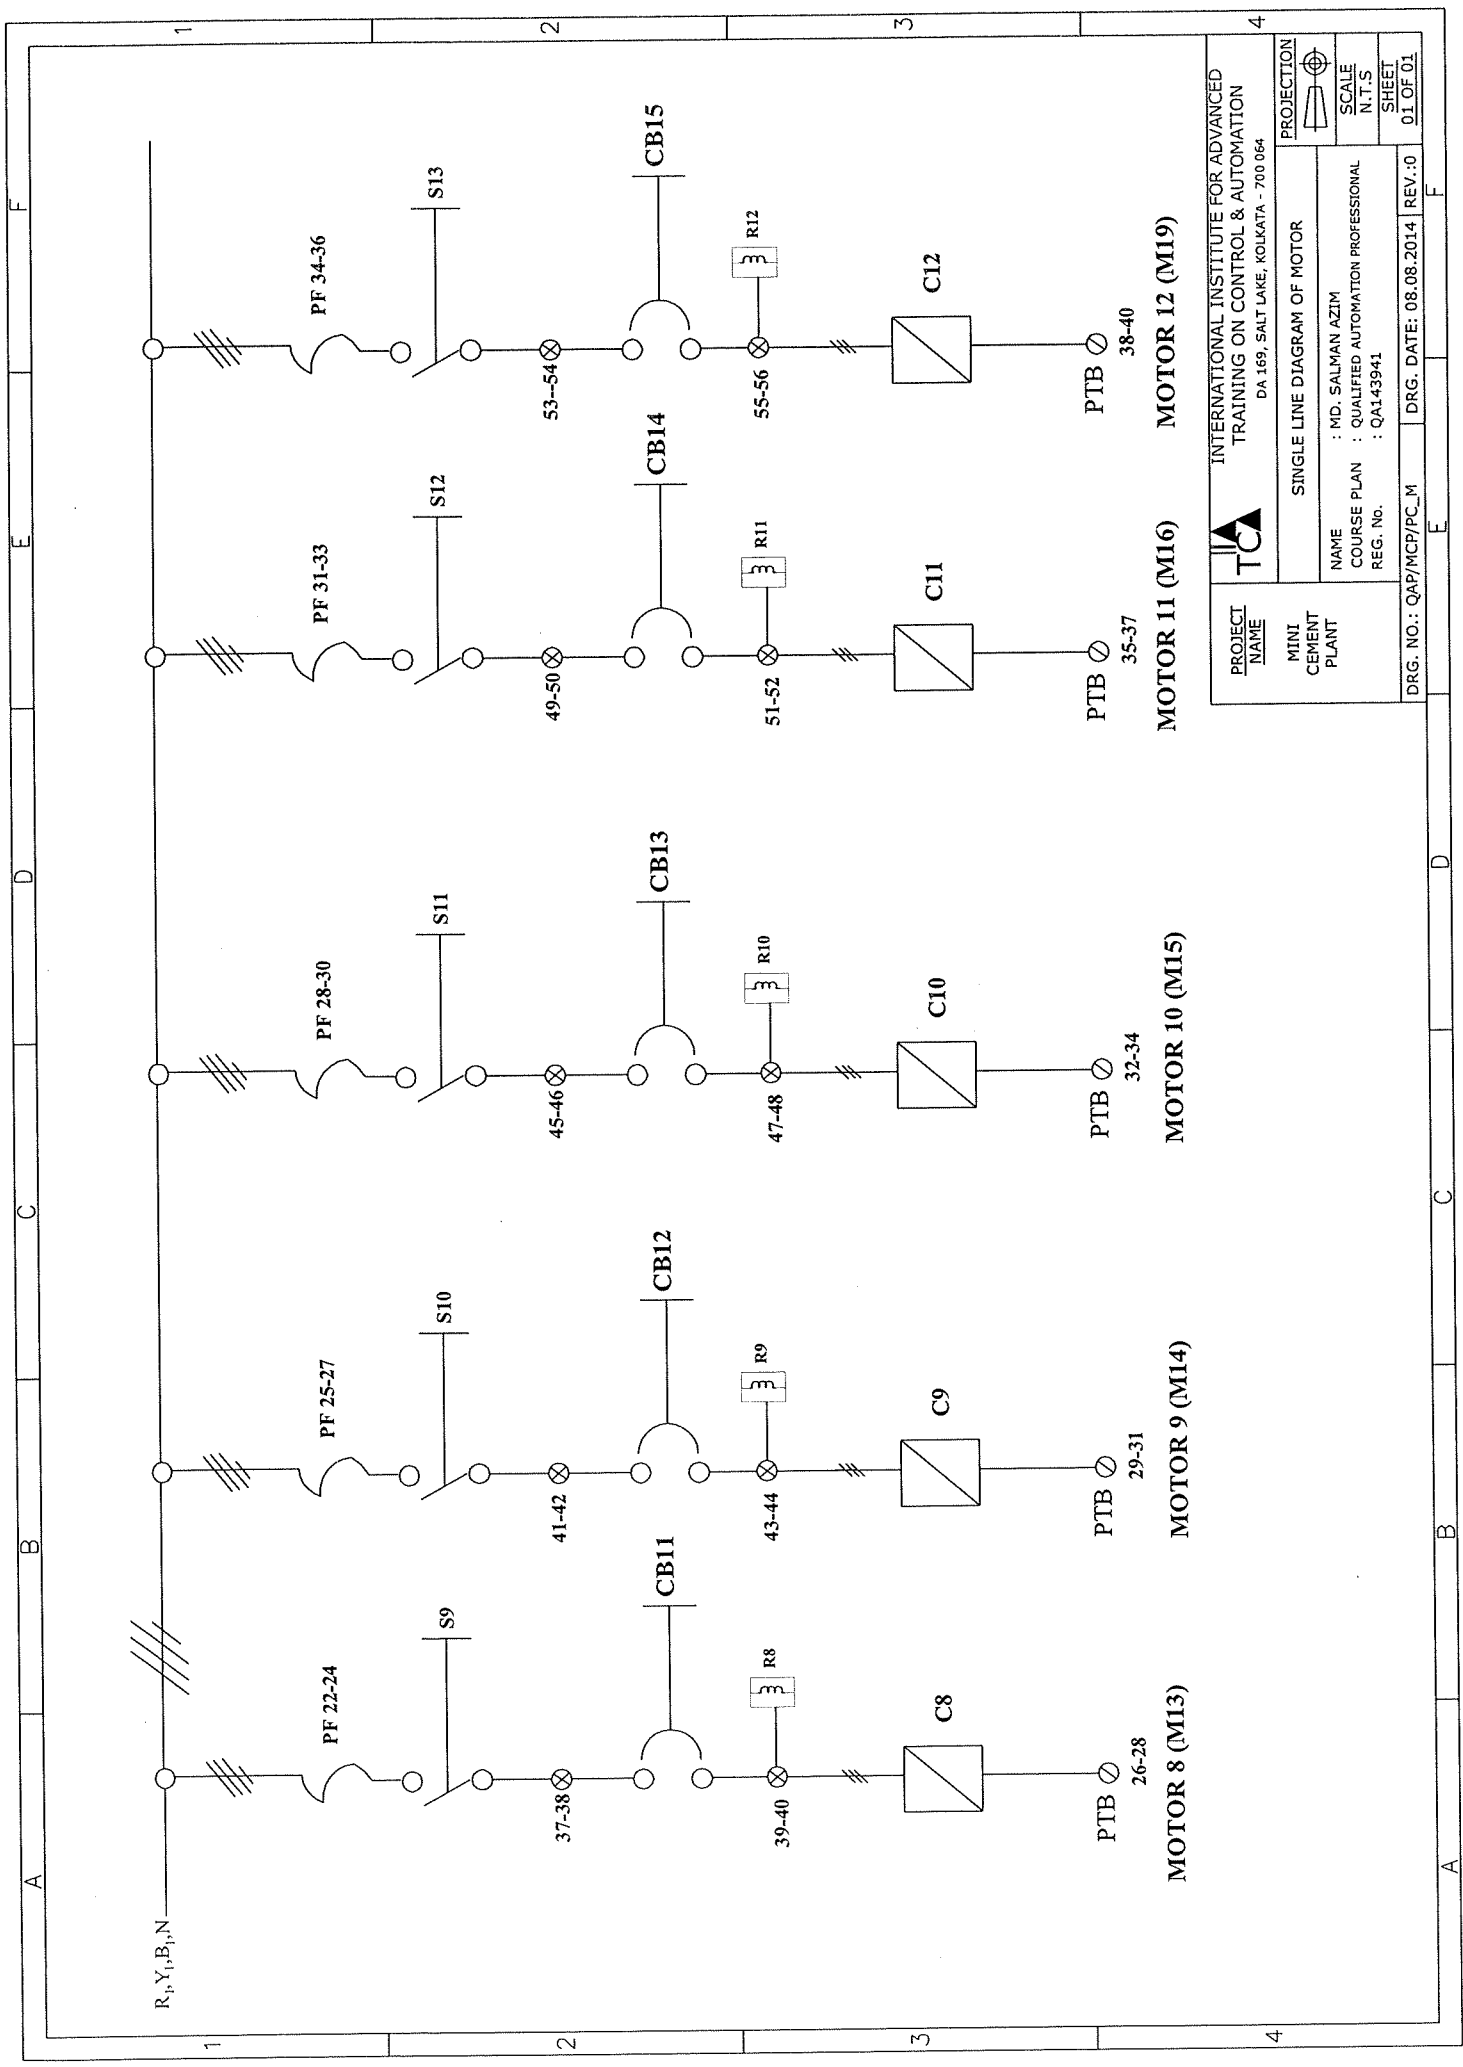 A B C D E F
1 1
2 2
3 3
4 4
A B C D E F
R₁,Y₁,B₁,N
PF 22-24
S9
37-38
CB11
39-40
R8
C8
PTB
26-28
MOTOR 8 (M13)
PF 25-27
S10
41-42
CB12
43-44
R9
C9
PTB
29-31
MOTOR 9 (M14)
PF 28-30
S11
45-46
CB13
47-48
R10
C10
PTB
32-34
MOTOR 10 (M15)
PF 31-33
S12
49-50
CB14
51-52
R11
C11
PTB
35-37
MOTOR 11 (M16)
PF 34-36
S13
53--54
CB15
55-56
R12
C12
PTB
38-40
MOTOR 12 (M19)
PROJECT
NAME
MINI
CEMENT
PLANT
IIA
TCA
INTERNATIONAL INSTITUTE FOR ADVANCED
TRAINING ON CONTROL & AUTOMATION
DA 169, SALT LAKE, KOLKATA - 700 064
SINGLE LINE DIAGRAM OF MOTOR
NAME : MD. SALMAN AZIM
COURSE PLAN : QUALIFIED AUTOMATION PROFESSIONAL
REG. No. : QA143941
PROJECTION
SCALE
N.T.S
SHEET
01 OF 01
DRG. NO.: QAP/MCP/PC_M DRG. DATE: 08.08.2014 REV.:0